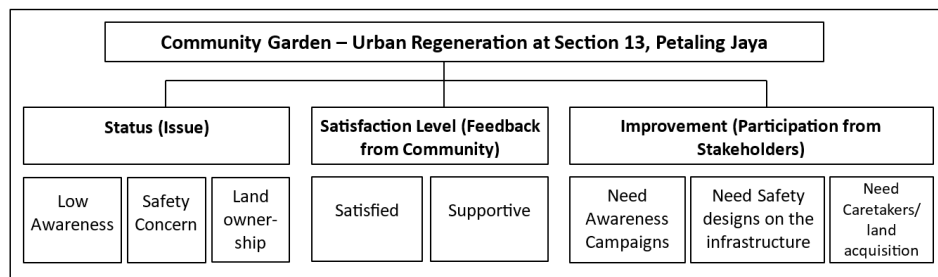 Community Garden – Urban Regeneration at Section 13, Petaling Jaya
Status (Issue)
Satisfaction Level (Feedback
from Community)
Improvement (Participation from
Stakeholders)
Low
Awareness
Safety
Concern
Land
owner-
ship
Satisfied
Supportive
Need
Awareness
Campaigns
Need Safety
designs on the
infrastructure
Need
Caretakers/
land
acquisition